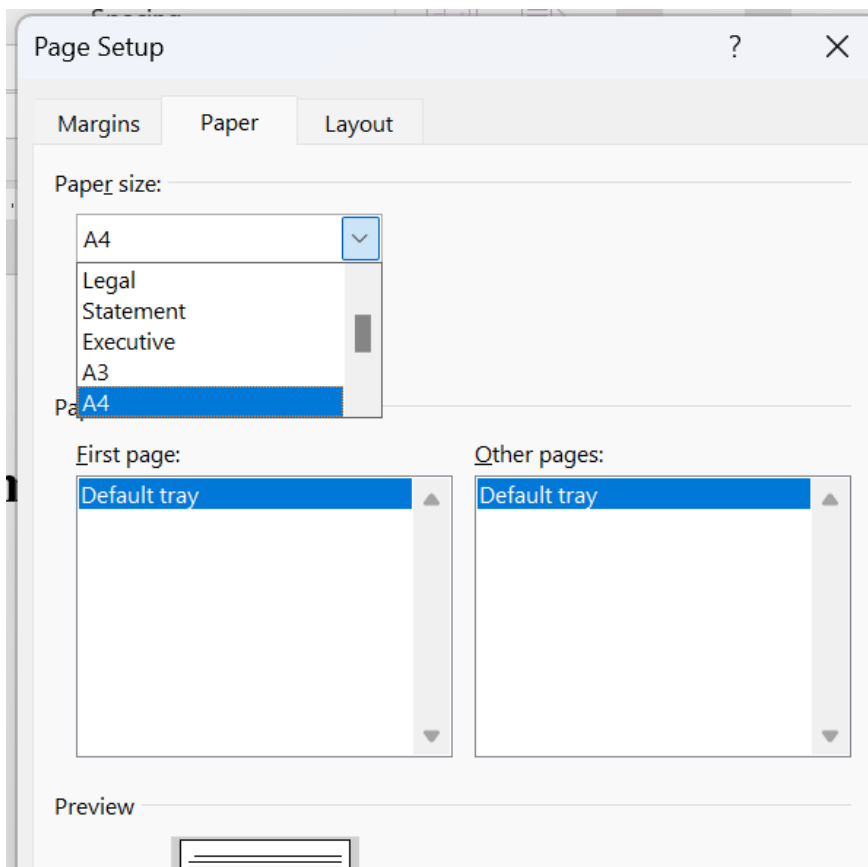 Page Setup ?
Margins Paper Layout
Paper size:
A4
Legal
Statement
Executive
A3
A4
First page: Other pages:
Default tray Default tray
Preview